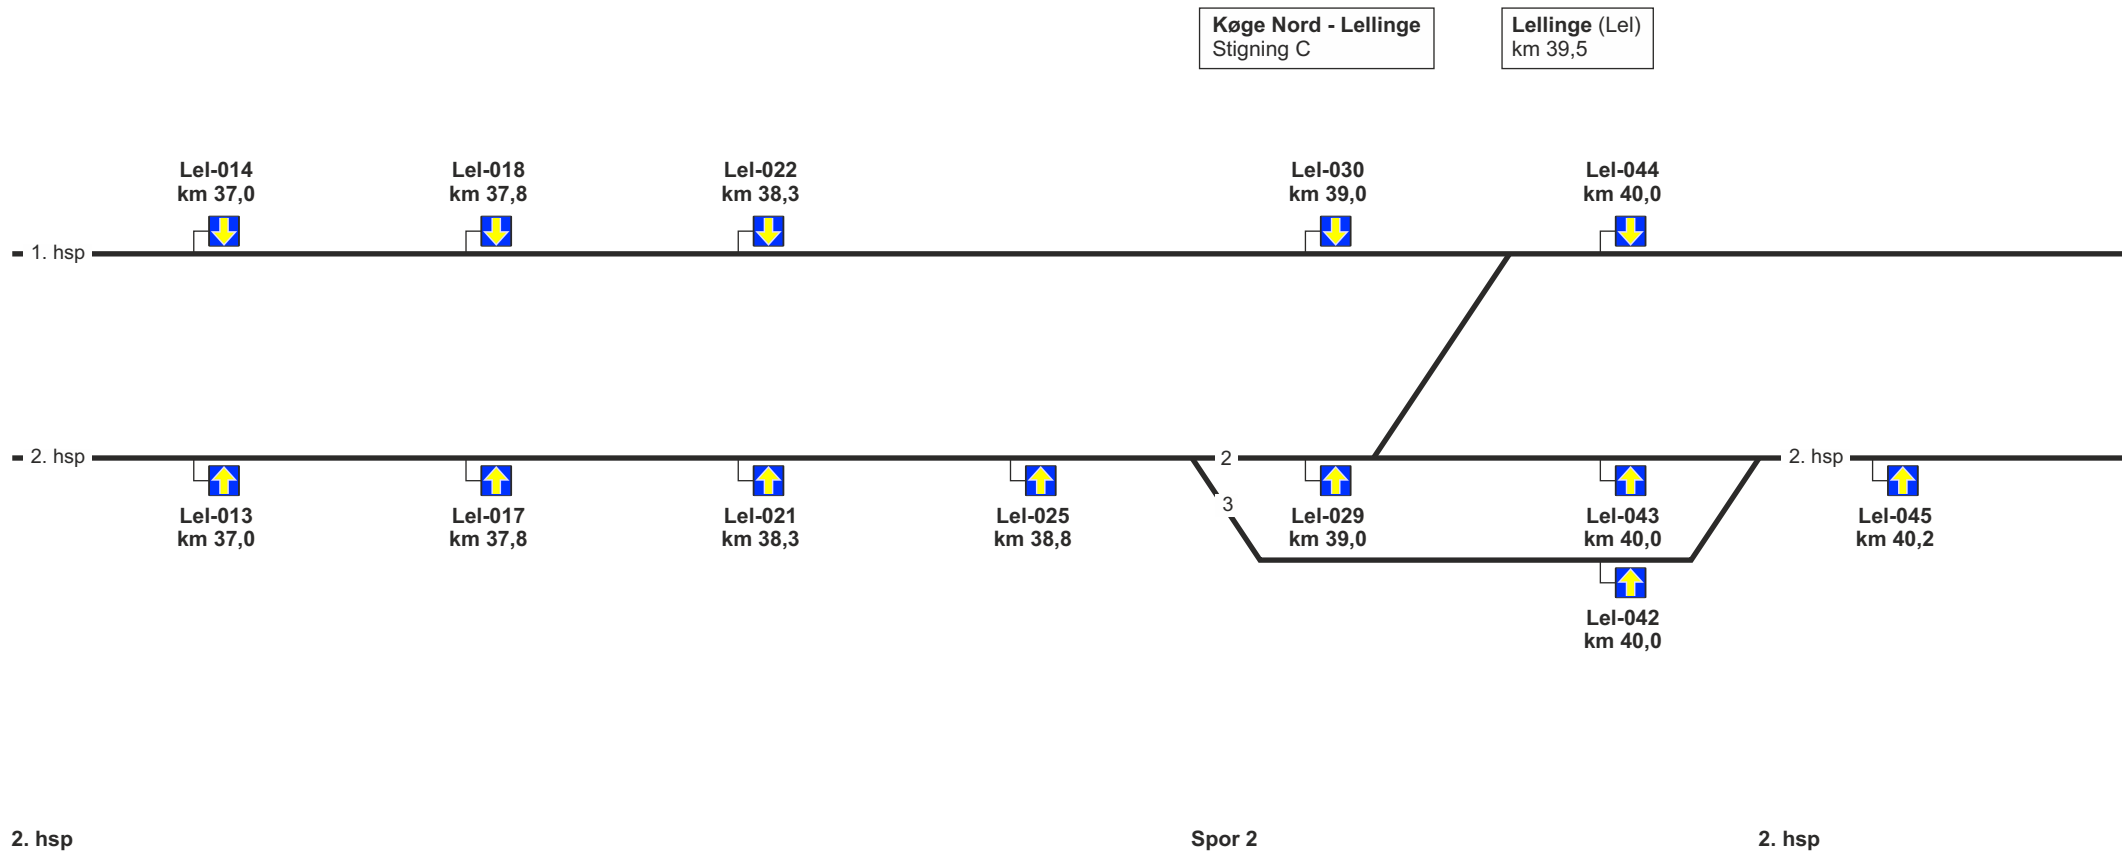 Køge Nord - Lellinge
Stigning C
Lellinge (Lel)
km 39,5
Lel-014
km 37,0
Lel-018
km 37,8
Lel-022
km 38,3
Lel-030
km 39,0
Lel-044
km 40,0
1. hsp
2. hsp
2
2. hsp
3
Lel-013
km 37,0
Lel-017
km 37,8
Lel-021
km 38,3
Lel-025
km 38,8
Lel-029
km 39,0
Lel-043
km 40,0
Lel-045
km 40,2
Lel-042
km 40,0
2. hsp
Spor 2
2. hsp